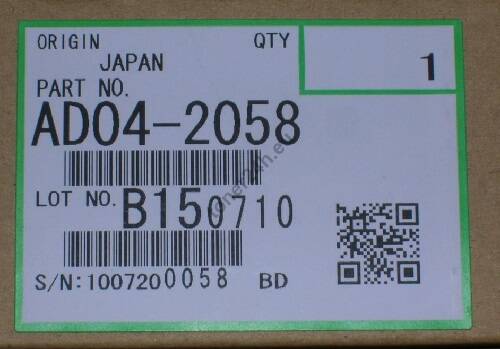 ORIGIN QTY
JAPAN 1
PART NO.
AD04-2058
LOT NO. B150710
S/N:1007200058 BD